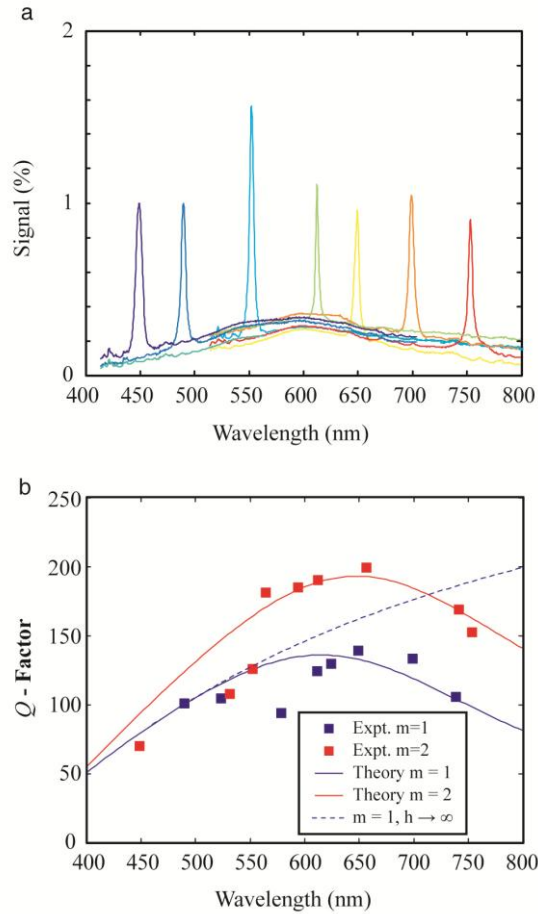 a
2
1
0
Signal (%)
400 450 500 550 600 650 700 750 800
Wavelength (nm)
b
250
200
150
100
50
0
Q - Factor
Expt. m=1
Expt. m=2
Theory m = 1
Theory m = 2
m = 1, h → ∞
400 450 500 550 600 650 700 750 800
Wavelength (nm)